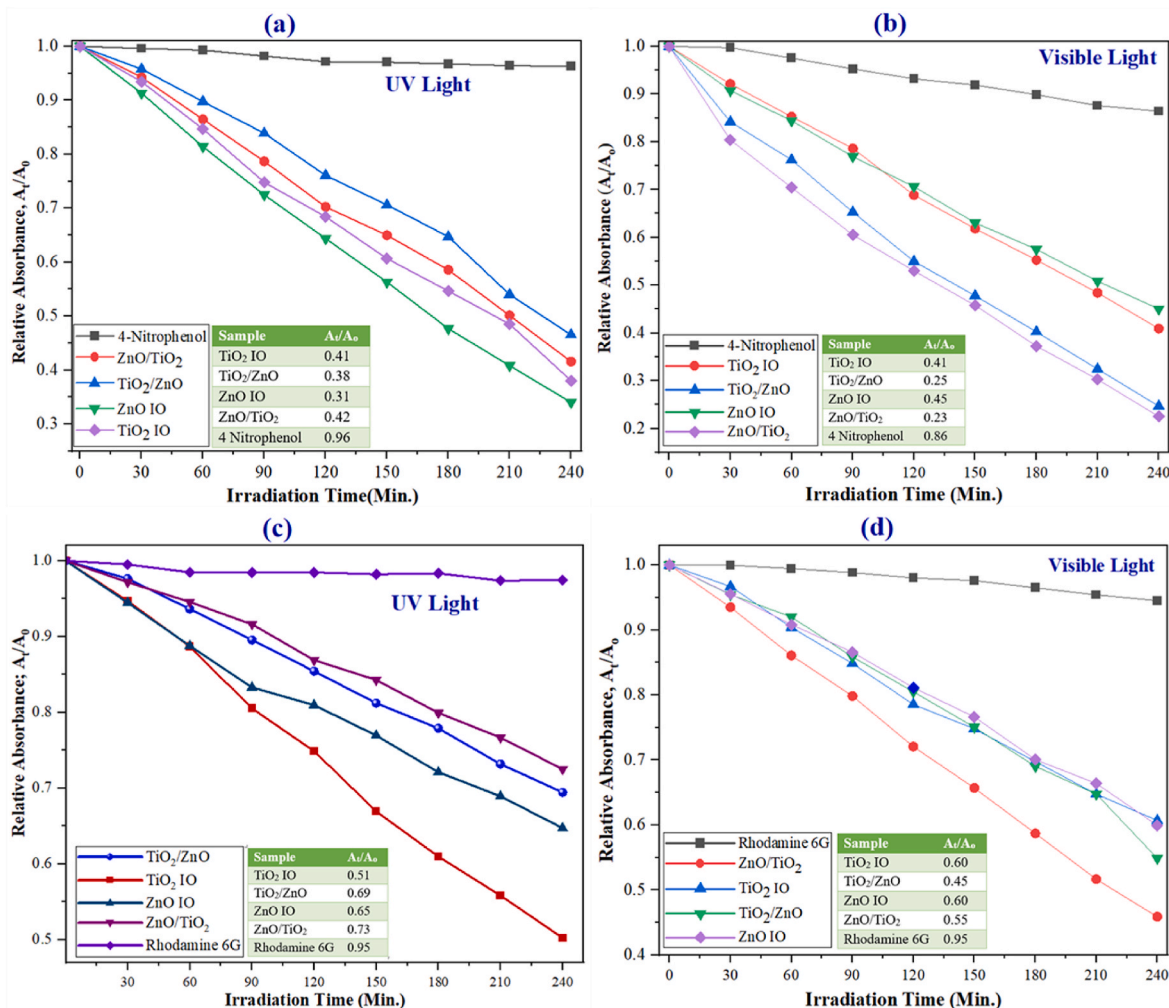 (a)
UV Light
Relative Absorbance, Aₜ/A₀
1.0
0.9
0.8
0.7
0.6
0.5
0.4
0.3
4-Nitrophenol
ZnO/TiO₂
TiO₂/ZnO
ZnO IO
TiO₂ IO
Sample Aₜ/Aₒ
TiO₂ IO 0.41
TiO₂/ZnO 0.38
ZnO IO 0.31
ZnO/TiO₂ 0.42
4 Nitrophenol 0.96
0 30 60 90 120 150 180 210 240
Irradiation Time(Min.)
(b)
Visible Light
Relative Absorbance (Aₜ/Aₒ)
1.0
0.9
0.8
0.7
0.6
0.5
0.4
0.3
0.2
4-Nitrophenol
TiO₂ IO
TiO₂/ZnO
ZnO IO
ZnO/TiO₂
Sample Aₜ/Aₒ
TiO₂ IO 0.41
TiO₂/ZnO 0.25
ZnO IO 0.45
ZnO/TiO₂ 0.23
4 Nitrophenol 0.86
0 30 60 90 120 150 180 210 240
Irradiation Time (Min.)
(c)
UV Light
Relative Absorbance; Aₜ/A₀
1.0
0.9
0.8
0.7
0.6
0.5
TiO₂/ZnO
TiO₂ IO
ZnO IO
ZnO/TiO₂
Rhodamine 6G
Sample Aₜ/Aₒ
TiO₂ IO 0.51
TiO₂/ZnO 0.69
ZnO IO 0.65
ZnO/TiO₂ 0.73
Rhodamine 6G 0.95
30 60 90 120 150 180 210 240
Irradiation Time (Min.)
(d)
Visible Light
Relative Absorbance, Aₜ/A₀
1.0
0.9
0.8
0.7
0.6
0.5
0.4
Rhodamine 6G
ZnO/TiO₂
TiO₂ IO
TiO₂/ZnO
ZnO IO
Sample Aₜ/Aₒ
TiO₂ IO 0.60
TiO₂/ZnO 0.45
ZnO IO 0.60
ZnO/TiO₂ 0.55
Rhodamine 6G 0.95
0 30 60 90 120 150 180 210 240
Irradiation Time (Min.)